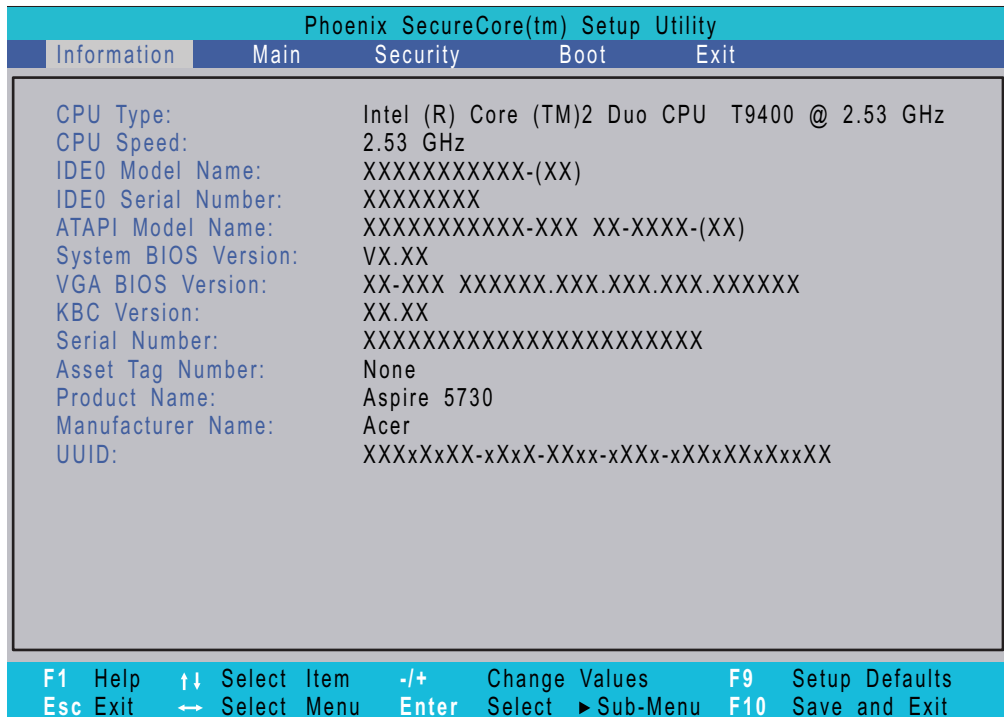 Phoenix SecureCore(tm) Setup Utility
Information Main Security Boot Exit
CPU Type: Intel (R) Core (TM)2 Duo CPU T9400 @ 2.53 GHz
CPU Speed: 2.53 GHz
IDE0 Model Name: XXXXXXXXXXX-(XX)
IDE0 Serial Number: XXXXXXXX
ATAPI Model Name: XXXXXXXXXXX-XXX XX-XXXX-(XX)
System BIOS Version: VX.XX
VGA BIOS Version: XX-XXX XXXXXX.XXX.XXX.XXX.XXXXXX
KBC Version: XX.XX
Serial Number: XXXXXXXXXXXXXXXXXXXXXXX
Asset Tag Number: None
Product Name: Aspire 5730
Manufacturer Name: Acer
UUID: XXXxXxXX-xXxX-XXxx-xXXx-xXXxXXxXxxXX
F1 Help ↑↓ Select Item -/+ Change Values F9 Setup Defaults
Esc Exit ↔ Select Menu Enter Select ►Sub-Menu F10 Save and Exit